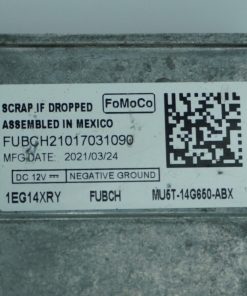 SCRAP IF DROPPED FoMoCo
ASSEMBLED IN MEXICO
FUBCH21017031090
MFG.DATE. 2021/03/24
DC 12V⎓ NEGATIVE GROUND
1EG14XRY FUBCH MU5T-14G650-ABX